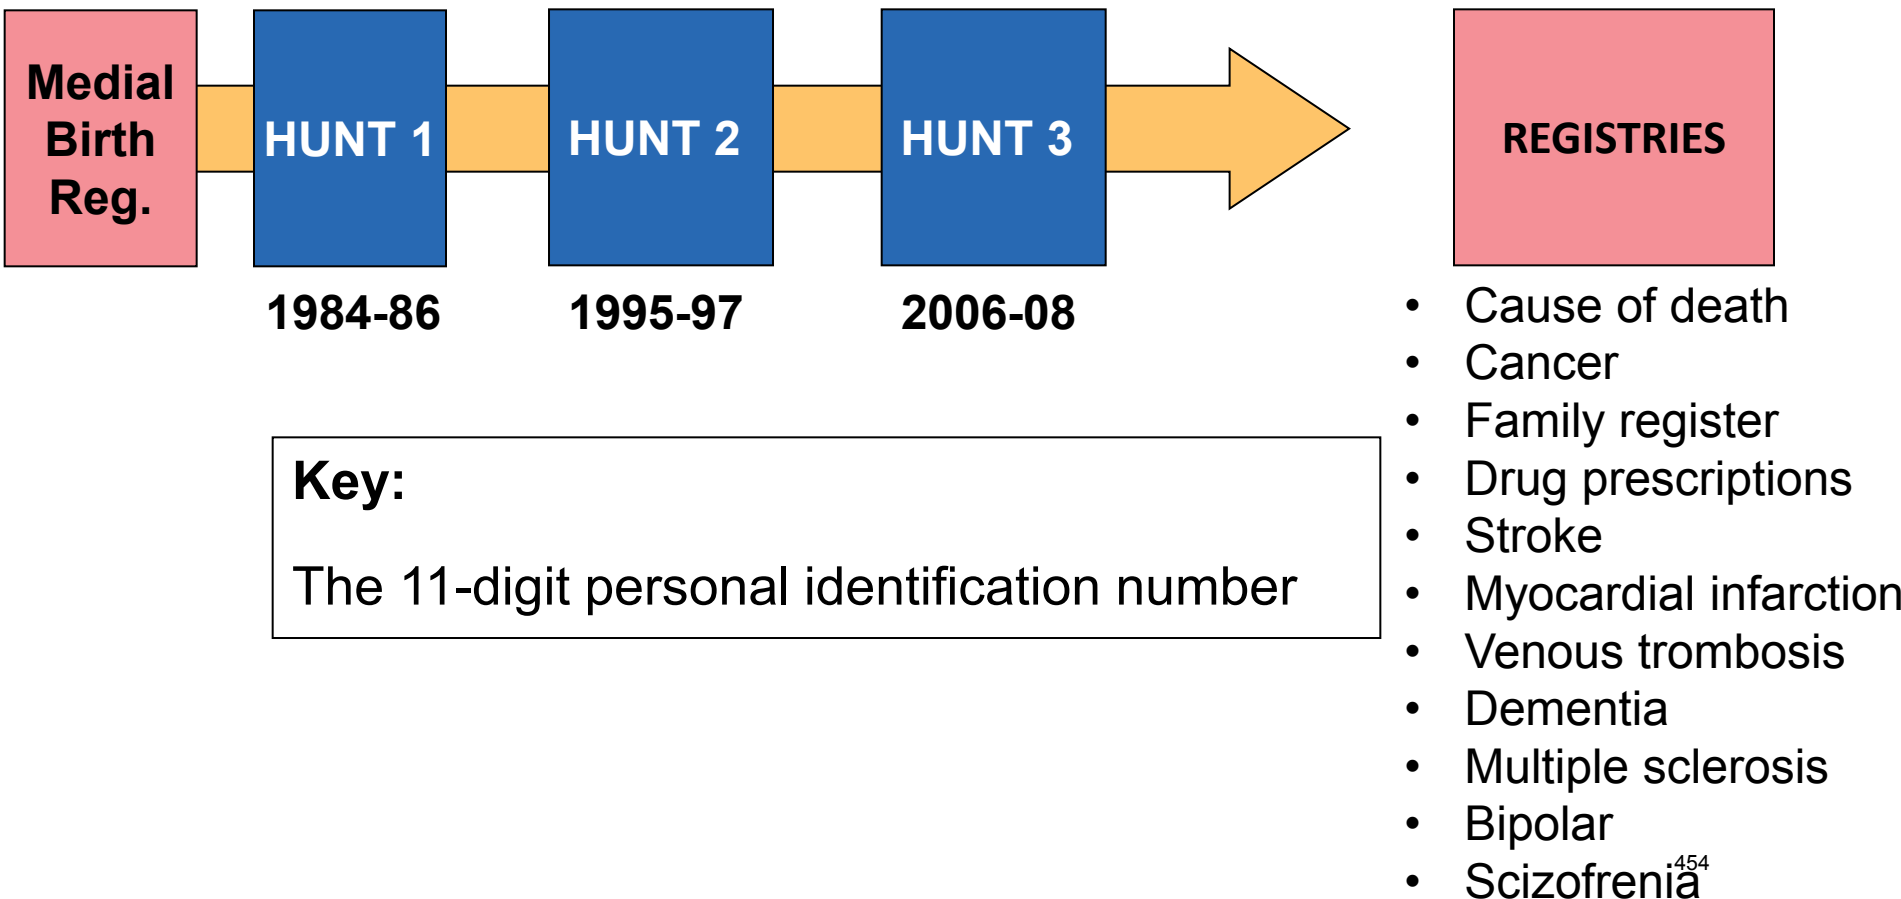 Medial
Birth
Reg.
HUNT 1
HUNT 2
HUNT 3
REGISTRIES
1984-86
1995-97
2006-08
Key:
The 11-digit personal identification number
• Cause of death
• Cancer
• Family register
• Drug prescriptions
• Stroke
• Myocardial infarction
• Venous trombosis
• Dementia
• Multiple sclerosis
• Bipolar
• Scizofrenia
454